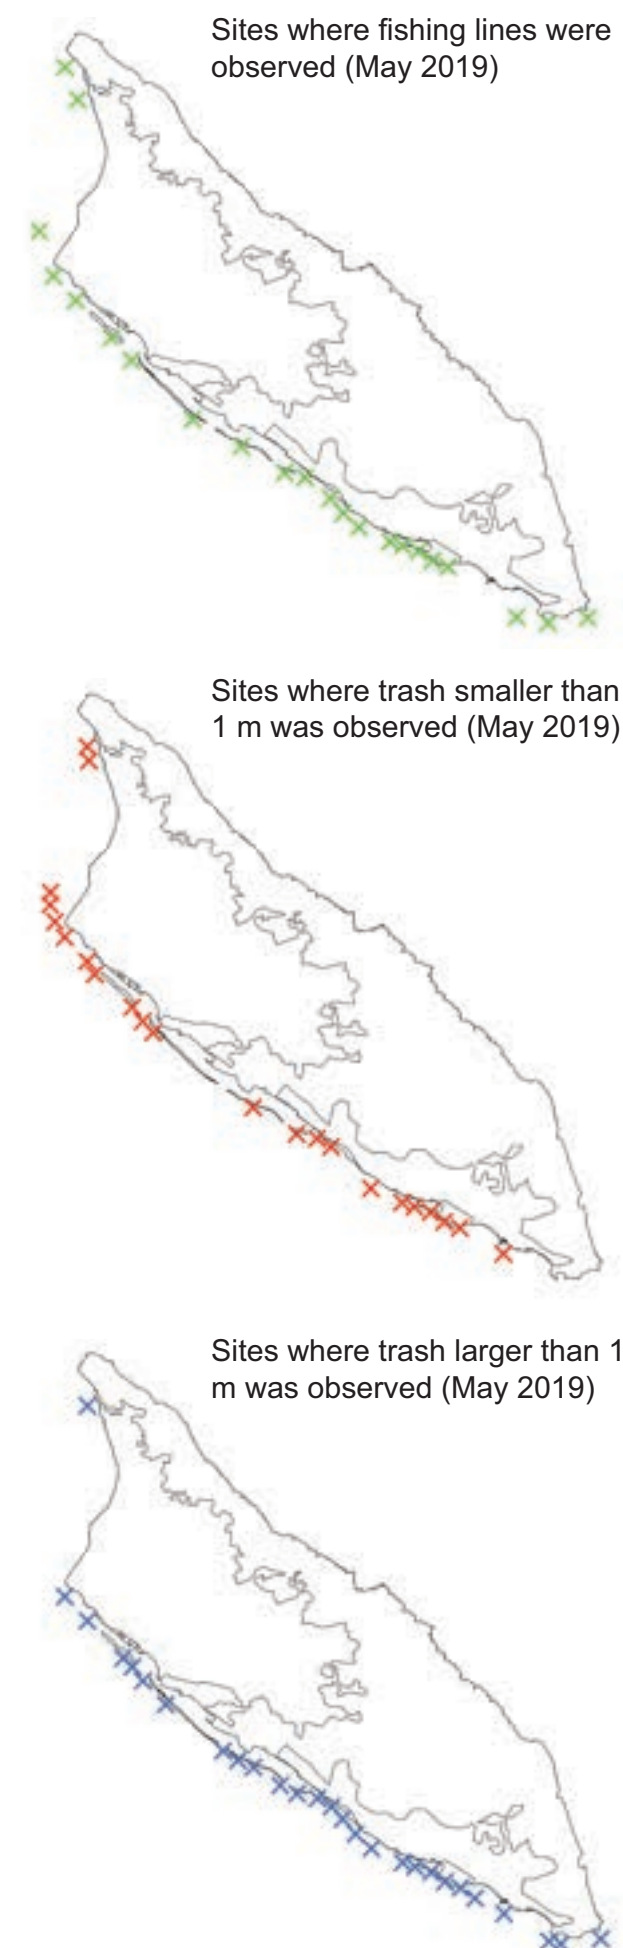 Sites where fishing lines were
observed (May 2019)
Sites where trash smaller than
1 m was observed (May 2019)
Sites where trash larger than 1
m was observed (May 2019)